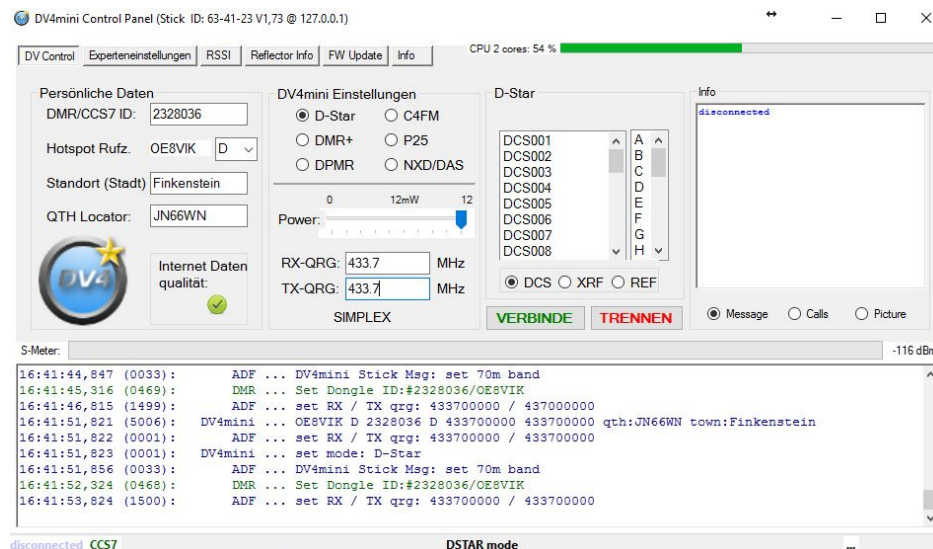 DV4mini Control Panel (Stick ID: 63-41-23 V1,73 @ 127.0.0.1)
DV Control Experteneinstellungen RSSI Reflector Info FW Update Info CPU 2 cores: 54 %
Persönliche Daten
DMR/CCS7 ID: 2328036
Hotspot Rufz. OE8VIK D
Standort (Stadt) Finkenstein
QTH Locator: JN66WN
DV4
Internet Daten
qualität:
DV4mini Einstellungen
D-Star C4FM
DMR+ P25
DPMR NXD/DAS
0 12mW 12
Power:
RX-QRG: 433.7 MHz
TX-QRG: 433.7 MHz
SIMPLEX
D-Star
DCS001 A
DCS002 B
DCS003 C
DCS004 D
DCS005 E
DCS006 F
DCS007 G
DCS008 H
DCS XRF REF
VERBINDE TRENNEN
Info
disconnected
Message Calls Picture
S-Meter: -116 dBm
16:41:44,847 (0033): ADF ... DV4mini Stick Msg: set 70m band
16:41:45,316 (0469): DMR ... Set Dongle ID:#2328036/OE8VIK
16:41:46,815 (1499): ADF ... set RX / TX qrg: 433700000 / 437000000
16:41:51,821 (5006): DV4mini ... OE8VIK D 2328036 D 433700000 433700000 qth:JN66WN town:Finkenstein
16:41:51,822 (0001): ADF ... set RX / TX qrg: 433700000 / 433700000
16:41:51,823 (0001): DV4mini ... set mode: D-Star
16:41:51,856 (0033): ADF ... DV4mini Stick Msg: set 70m band
16:41:52,324 (0468): DMR ... Set Dongle ID:#2328036/OE8VIK
16:41:53,824 (1500): ADF ... set RX / TX qrg: 433700000 / 433700000
disconnected CCS7 DSTAR mode ...